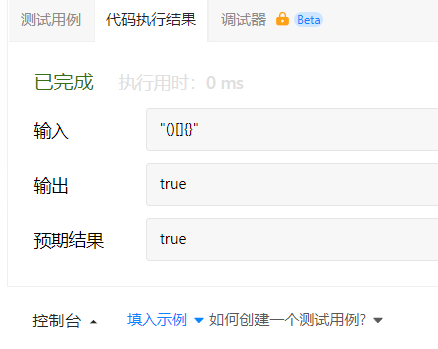 测试用例 代码执行结果 调试器 Beta
已完成 执行用时：0 ms
输入 "()[]{}"
输出 true
预期结果 true
控制台 填入示例 如何创建一个测试用例?